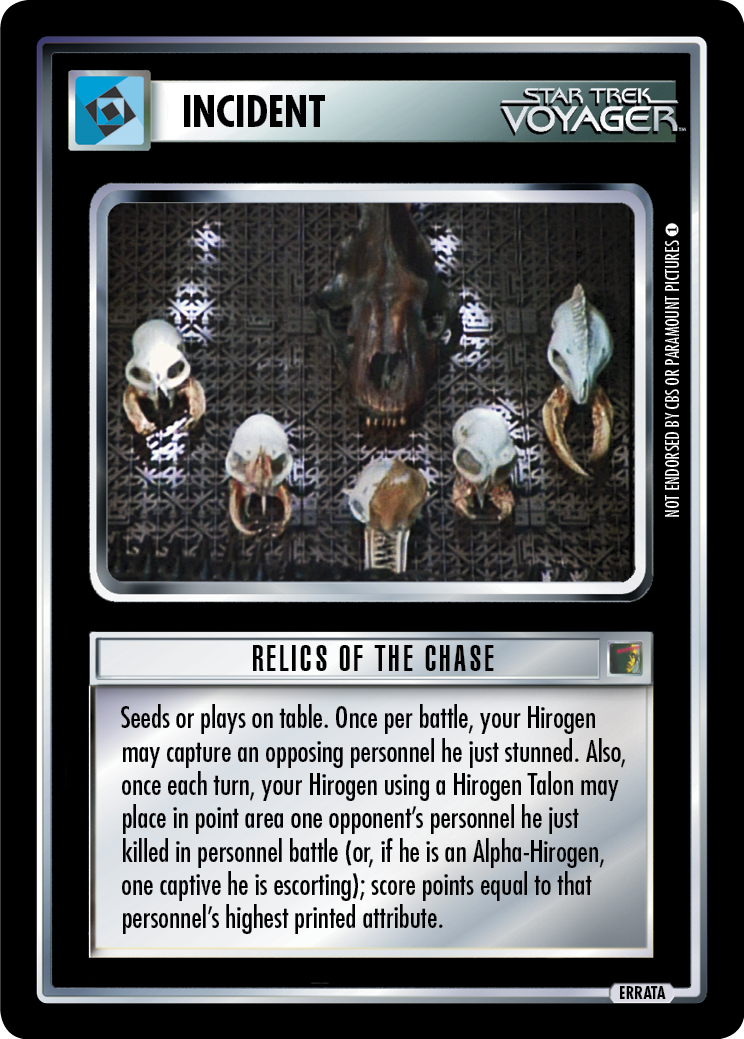 INCIDENT
STAR TREK
VOYAGER™
NOT ENDORSED BY CBS OR PARAMOUNT PICTURES 1
RELICS OF THE CHASE
Seeds or plays on table. Once per battle, your Hirogen
may capture an opposing personnel he just stunned. Also,
once each turn, your Hirogen using a Hirogen Talon may
place in point area one opponent’s personnel he just
killed in personnel battle (or, if he is an Alpha-Hirogen,
one captive he is escorting); score points equal to that
personnel’s highest printed attribute.
ERRATA